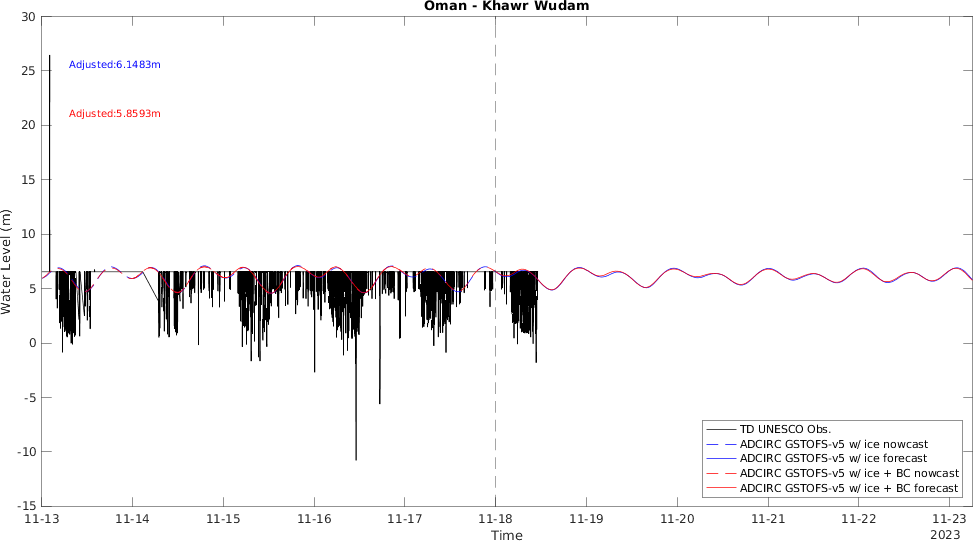 Oman - Khawr Wudam
30
25
20
15
10
5
0
-5
-10
-15
Water Level (m)
Adjusted:6.1483m
Adjusted:5.8593m
TD UNESCO Obs.
ADCIRC GSTOFS-v5 w/ ice nowcast
ADCIRC GSTOFS-v5 w/ ice forecast
ADCIRC GSTOFS-v5 w/ ice + BC nowcast
ADCIRC GSTOFS-v5 w/ ice + BC forecast
11-13 11-14 11-15 11-16 11-17 11-18 11-19 11-20 11-21 11-22 11-23
Time
2023